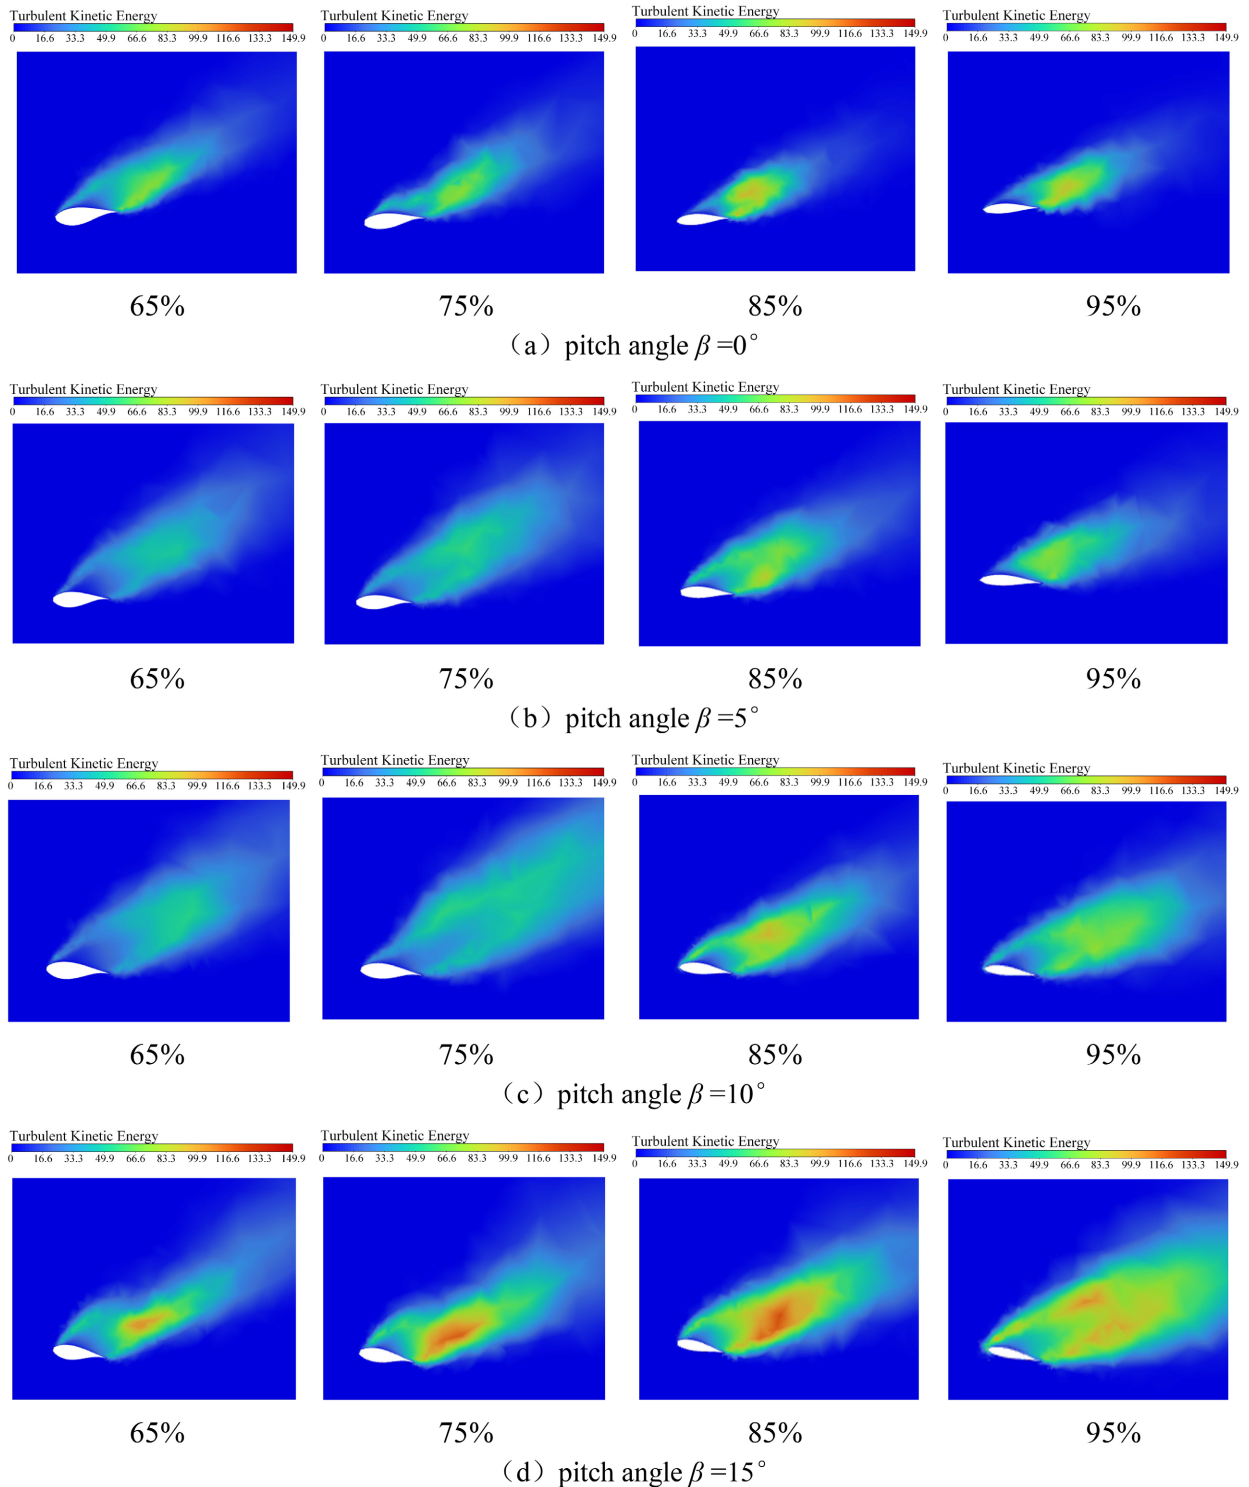 Turbulent Kinetic Energy
0 16.6 33.3 49.9 66.6 83.3 99.9 116.6 133.3 149.9
Turbulent Kinetic Energy
0 16.6 33.3 49.9 66.6 83.3 99.9 116.6 133.3 149.9
Turbulent Kinetic Energy
0 16.6 33.3 49.9 66.6 83.3 99.9 116.6 133.3 149.9
Turbulent Kinetic Energy
0 16.6 33.3 49.9 66.6 83.3 99.9 116.6 133.3 149.9
65% 75% 85% 95%
（a）pitch angle β =0°
Turbulent Kinetic Energy
0 16.6 33.3 49.9 66.6 83.3 99.9 116.6 133.3 149.9
Turbulent Kinetic Energy
0 16.6 33.3 49.9 66.6 83.3 99.9 116.6 133.3 149.9
Turbulent Kinetic Energy
0 16.6 33.3 49.9 66.6 83.3 99.9 116.6 133.3 149.9
Turbulent Kinetic Energy
0 16.6 33.3 49.9 66.6 83.3 99.9 116.6 133.3 149.9
65% 75% 85% 95%
（b）pitch angle β =5°
Turbulent Kinetic Energy
0 16.6 33.3 49.9 66.6 83.3 99.9 116.6 133.3 149.9
Turbulent Kinetic Energy
0 16.6 33.3 49.9 66.6 83.3 99.9 116.6 133.3 149.9
Turbulent Kinetic Energy
0 16.6 33.3 49.9 66.6 83.3 99.9 116.6 133.3 149.9
Turbulent Kinetic Energy
0 16.6 33.3 49.9 66.6 83.3 99.9 116.6 133.3 149.9
65% 75% 85% 95%
（c）pitch angle β =10°
Turbulent Kinetic Energy
0 16.6 33.3 49.9 66.6 83.3 99.9 116.6 133.3 149.9
Turbulent Kinetic Energy
0 16.6 33.3 49.9 66.6 83.3 99.9 116.6 133.3 149.9
Turbulent Kinetic Energy
0 16.6 33.3 49.9 66.6 83.3 99.9 116.6 133.3 149.9
Turbulent Kinetic Energy
0 16.6 33.3 49.9 66.6 83.3 99.9 116.6 133.3 149.9
65% 75% 85% 95%
（d）pitch angle β =15°